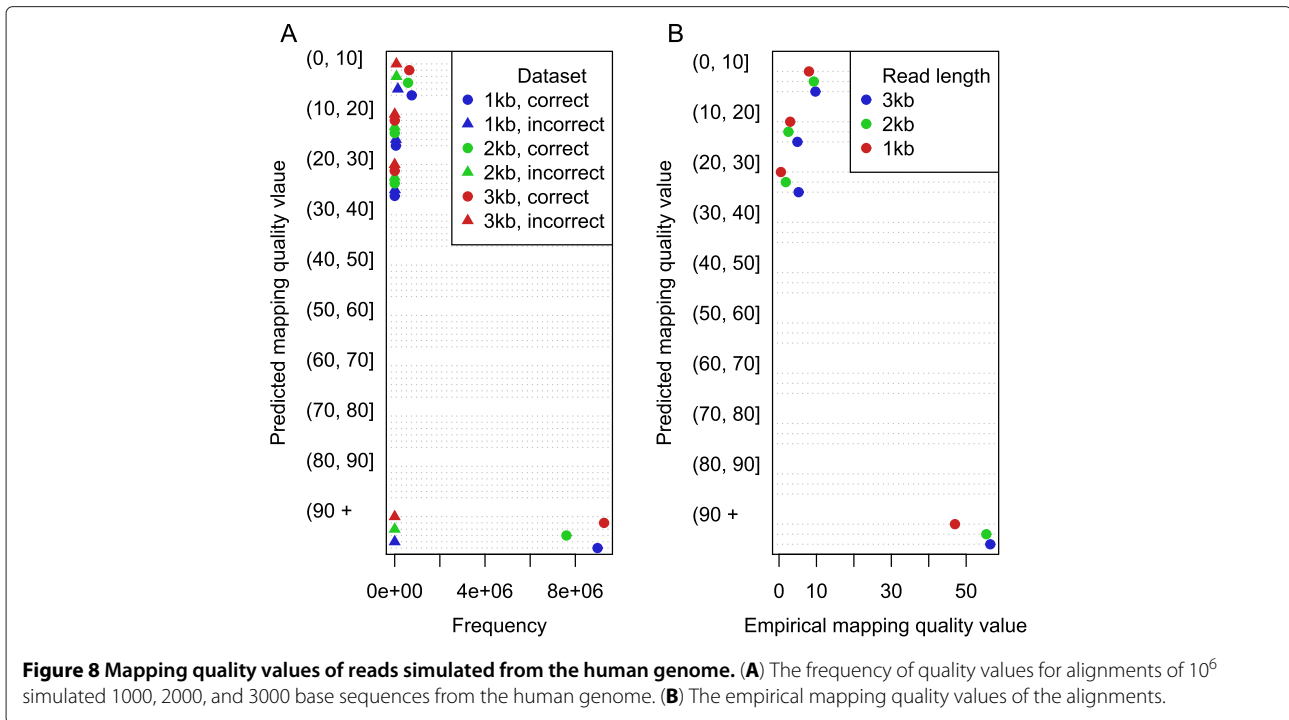 A
Predicted mapping quality vlaue
(0, 10]
(10, 20]
(20, 30]
(30, 40]
(40, 50]
(50, 60]
(60, 70]
(70, 80]
(80, 90]
(90 +
Dataset
1kb, correct
1kb, incorrect
2kb, correct
2kb, incorrect
3kb, correct
3kb, incorrect
0e+00 4e+06 8e+06
Frequency
B
Predicted mapping quality value
(0, 10]
(10, 20]
(20, 30]
(30, 40]
(40, 50]
(50, 60]
(60, 70]
(70, 80]
(80, 90]
(90 +
Read length
3kb
2kb
1kb
0 10 30 50
Empirical mapping quality value
Figure 8 Mapping quality values of reads simulated from the human genome. (A) The frequency of quality values for alignments of 10⁶
simulated 1000, 2000, and 3000 base sequences from the human genome. (B) The empirical mapping quality values of the alignments.